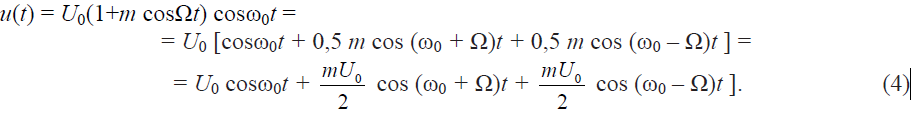 u(t) = U₀(1+m cosΩt) cosω₀t =
= U₀ [cosω₀t + 0,5 m cos (ω₀ + Ω)t + 0,5 m cos (ω₀ – Ω)t ] =
= U₀ cosω₀t + mU₀/2 cos (ω₀ + Ω)t + mU₀/2 cos (ω₀ – Ω)t ]. (4)